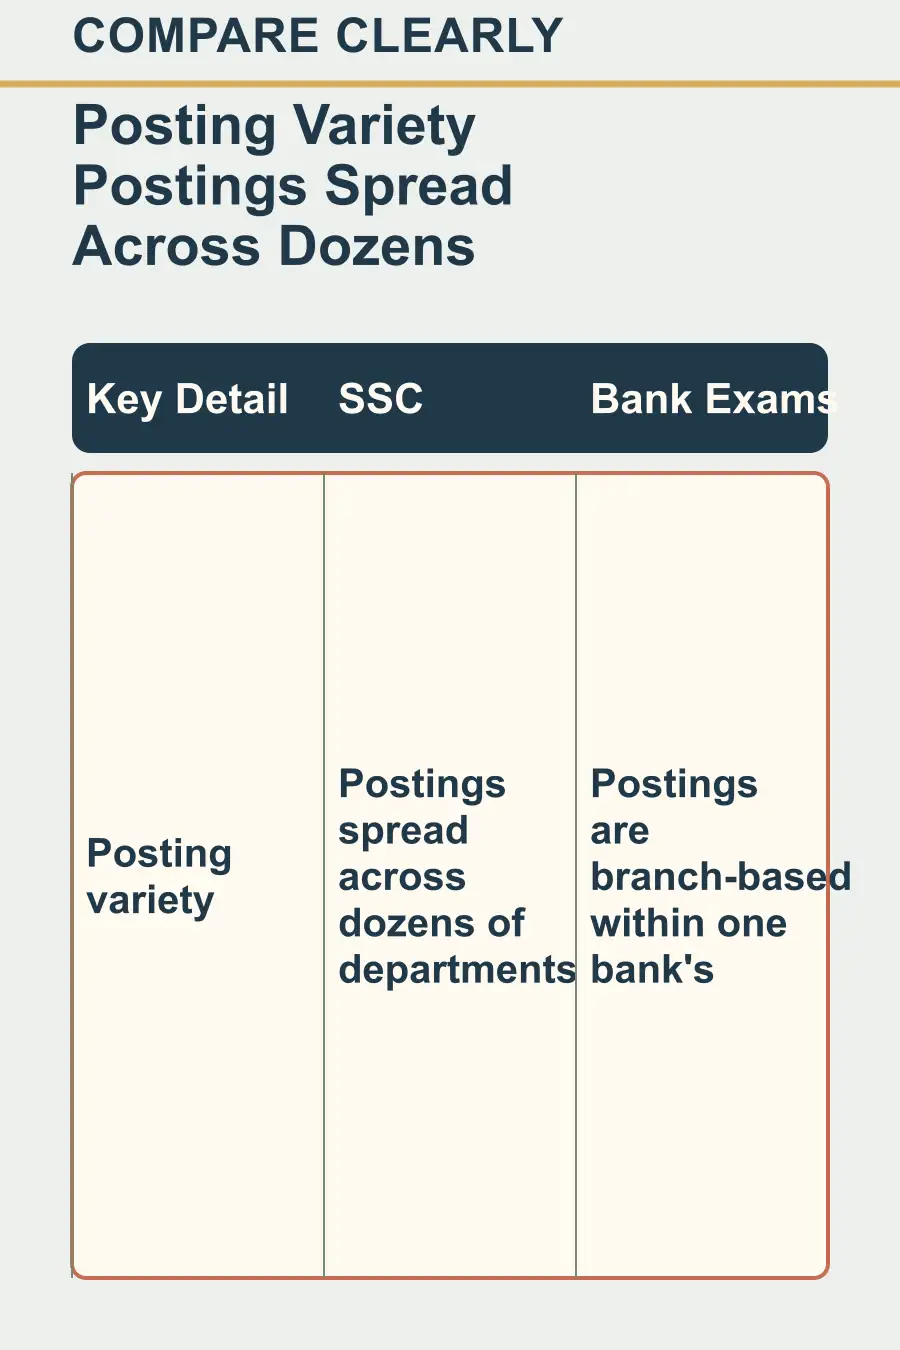 COMPARE CLEARLY
Posting Variety
Postings Spread
Across Dozens
Key Detail
SSC
Bank Exams
Posting
variety
Postings
spread
across
dozens of
departments
Postings
are
branch-based
within one
bank's